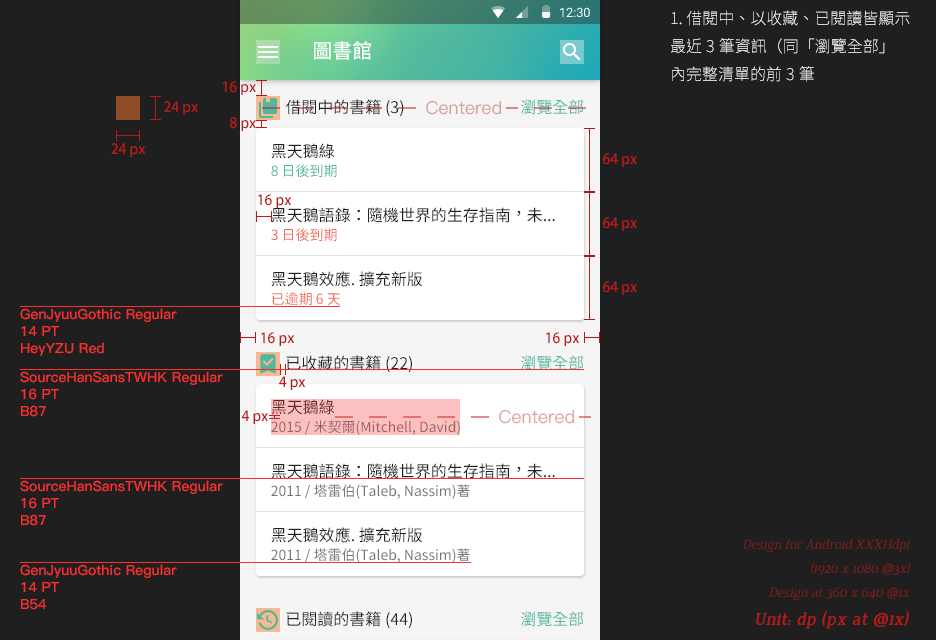 12:30
1. 借閱中、以收藏、已閱讀皆顯示
最近 3 筆資訊（同「瀏覽全部」
內完整清單的前 3 筆
圖書館
16 px
24 px
借閱中的書籍 (3) Centered 瀏覽全部
8 px
24 px
黑天鵝綠
64 px
8 日後到期
16 px
黑天鵝語錄：隨機世界的生存指南，未...
64 px
3 日後到期
黑天鵝效應. 擴充新版
64 px
已逾期 6 天
GenJyuuGothic Regular
14 PT
HeyYZU Red
16 px 16 px
已收藏的書籍 (22) 瀏覽全部
SourceHanSansTWHK Regular
16 PT
B87
4 px
黑天鵝綠
4 px
Centered
2015 / 米契爾(Mitchell, David)
黑天鵝語錄：隨機世界的生存指南，未...
2011 / 塔雷伯(Taleb, Nassim)著
SourceHanSansTWHK Regular
16 PT
B87
黑天鵝效應. 擴充新版
2011 / 塔雷伯(Taleb, Nassim)著
GenJyuuGothic Regular
14 PT
B54
已閱讀的書籍 (44) 瀏覽全部
Design for Android XXXHdpi
(1920 x 1080 @3x)
Design at 360 x 640 @1x
Unit: dp (px at @1x)